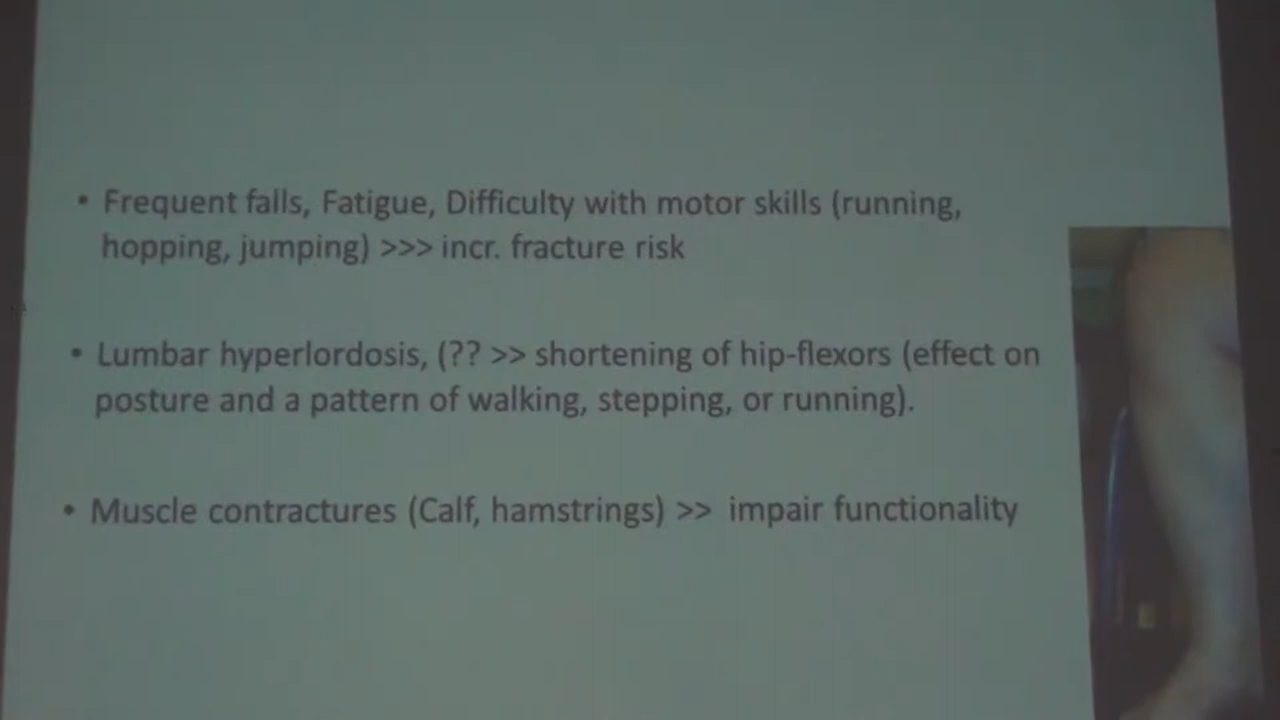 • Frequent falls, Fatigue, Difficulty with motor skills (running,
hopping, jumping) >>> incr. fracture risk
• Lumbar hyperlordosis, (?? >> shortening of hip-flexors (effect on
posture and a pattern of walking, stepping, or running).
• Muscle contractures (Calf, hamstrings) >> impair functionality